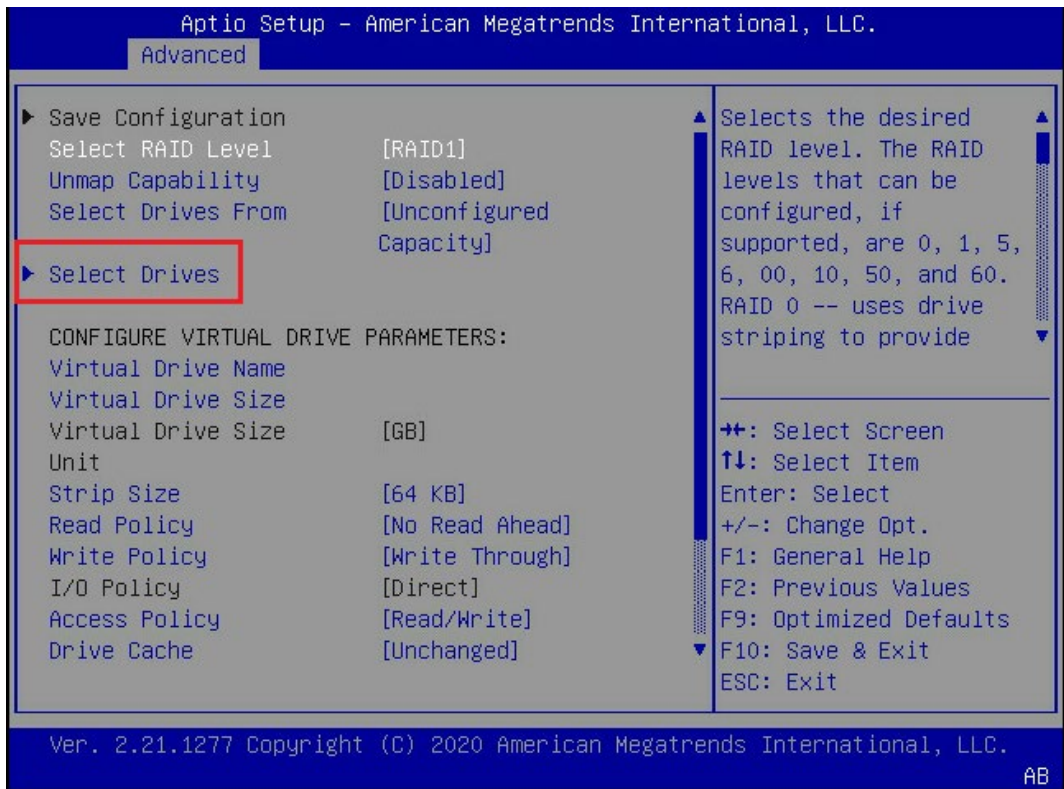 Aptio Setup – American Megatrends International, LLC.
Advanced
Save Configuration
Select RAID Level [RAID1]
Unmap Capability [Disabled]
Select Drives From [Unconfigured
Capacity]
Select Drives
CONFIGURE VIRTUAL DRIVE PARAMETERS:
Virtual Drive Name
Virtual Drive Size
Virtual Drive Size [GB]
Unit
Strip Size [64 KB]
Read Policy [No Read Ahead]
Write Policy [Write Through]
I/O Policy [Direct]
Access Policy [Read/Write]
Drive Cache [Unchanged]
Selects the desired
RAID level. The RAID
levels that can be
configured, if
supported, are 0, 1, 5,
6, 00, 10, 50, and 60.
RAID 0 -- uses drive
striping to provide
→←: Select Screen
↑↓: Select Item
Enter: Select
+/-: Change Opt.
F1: General Help
F2: Previous Values
F9: Optimized Defaults
F10: Save & Exit
ESC: Exit
Ver. 2.21.1277 Copyright (C) 2020 American Megatrends International, LLC.
AB